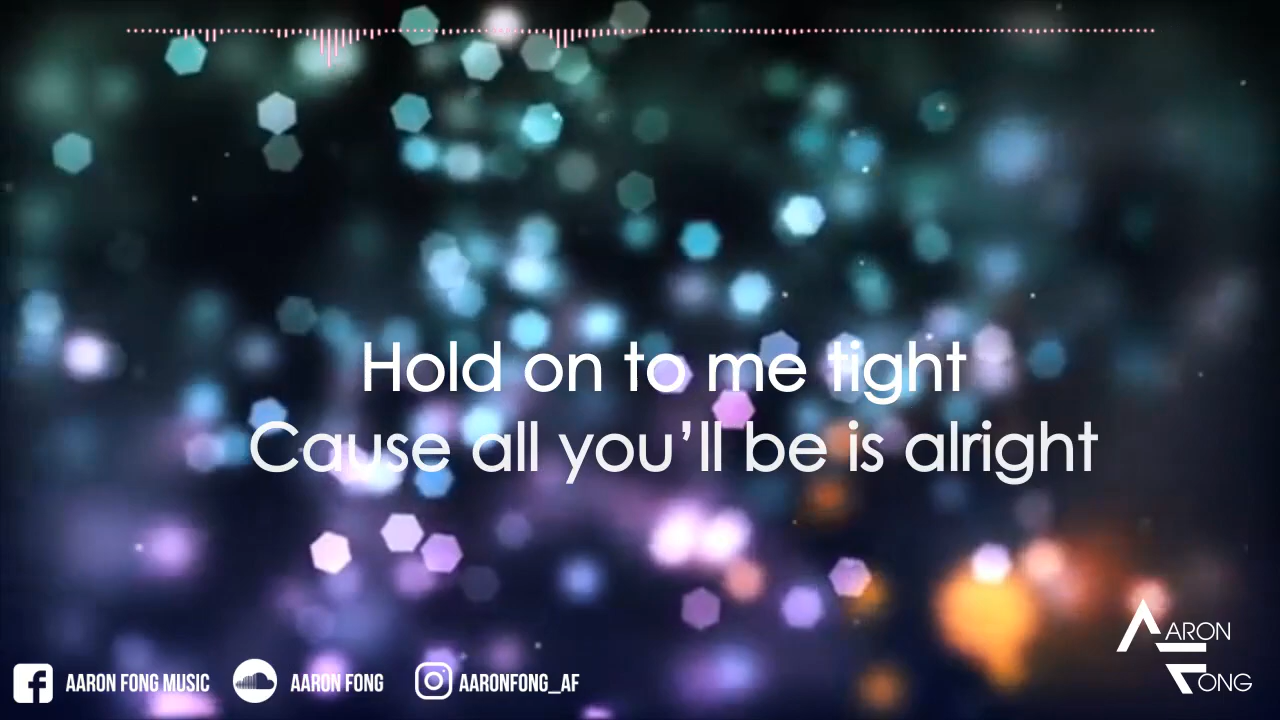 Hold on to me tight
Cause all you’ll be is alright
AARON FONG MUSIC
AARON FONG
AARONFONG_AF
AARON
FONG